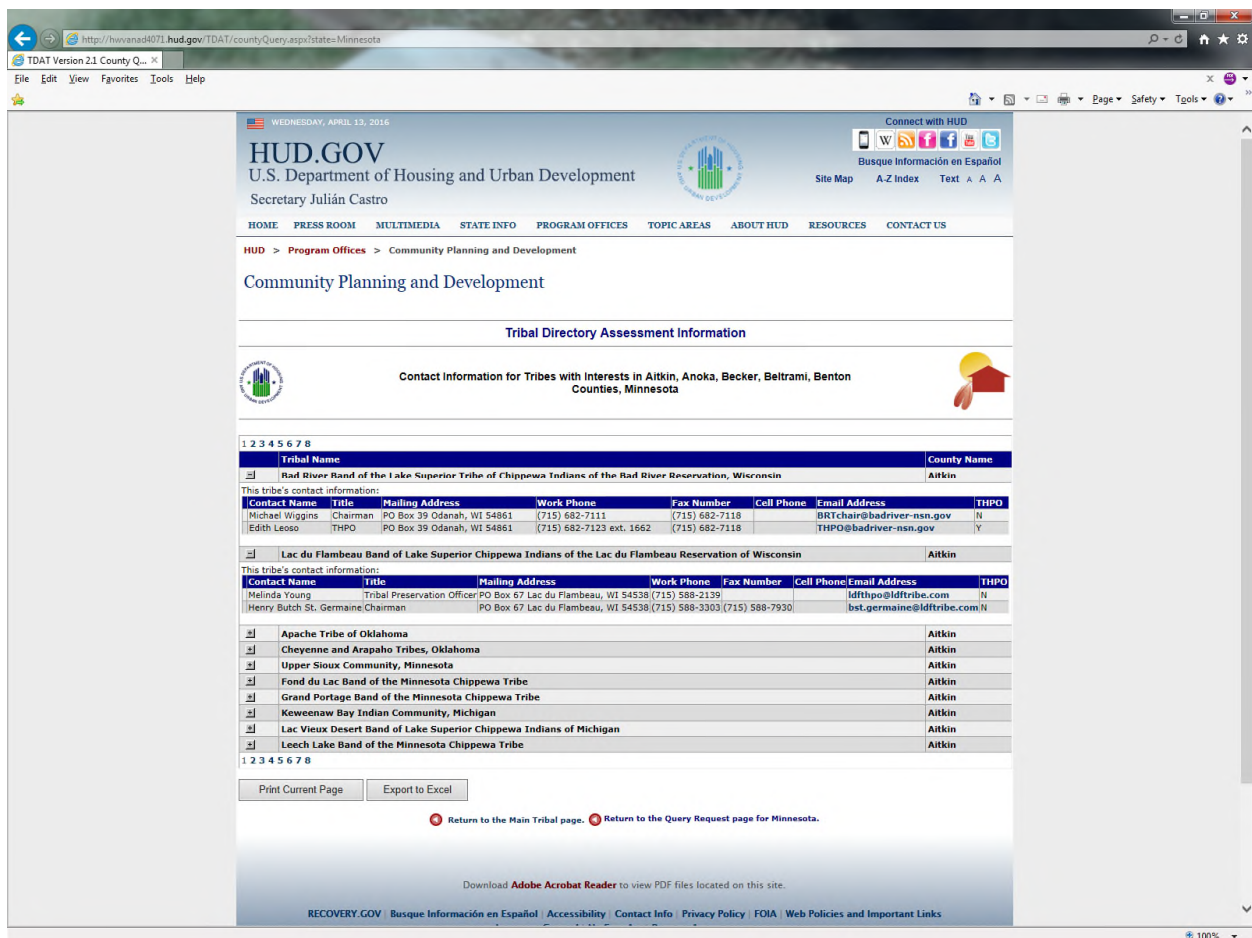 http://hwvanad4071.hud.gov/TDAT/countyQuery.aspx?state=Minnesota
TDAT Version 2.1 County Q...
File Edit View Favorites Tools Help
Page Safety Tools
WEDNESDAY, APRIL 13, 2016
Connect with HUD
HUD.GOV
U.S. Department of Housing and Urban Development
Secretary Julián Castro
Busque Información en Español
Site Map A-Z Index Text A A A
HOME PRESS ROOM MULTIMEDIA STATE INFO PROGRAM OFFICES TOPIC AREAS ABOUT HUD RESOURCES CONTACT US
HUD > Program Offices > Community Planning and Development
Community Planning and Development
Tribal Directory Assessment Information
Contact Information for Tribes with Interests in Aitkin, Anoka, Becker, Beltrami, Benton
Counties, Minnesota
1 2 3 4 5 6 7 8
Tribal Name County Name
Bad River Band of the Lake Superior Tribe of Chippewa Indians of the Bad River Reservation, Wisconsin Aitkin
This tribe's contact information:
Contact Name Title Mailing Address Work Phone Fax Number Cell Phone Email Address THPO
Michael Wiggins Chairman PO Box 39 Odanah, WI 54861 (715) 682-7111 (715) 682-7118 BRTchair@badriver-nsn.gov N
Edith Leoso THPO PO Box 39 Odanah, WI 54861 (715) 682-7123 ext. 1662 (715) 682-7118 THPO@badriver-nsn.gov Y
Lac du Flambeau Band of Lake Superior Chippewa Indians of the Lac du Flambeau Reservation of Wisconsin Aitkin
This tribe's contact information:
Contact Name Title Mailing Address Work Phone Fax Number Cell Phone Email Address THPO
Melinda Young Tribal Preservation Officer PO Box 67 Lac du Flambeau, WI 54538 (715) 588-2139 ldfthpo@ldftribe.com N
Henry Butch St. Germaine Chairman PO Box 67 Lac du Flambeau, WI 54538 (715) 588-3303 (715) 588-7930 bst.germaine@ldftribe.com N
Apache Tribe of Oklahoma Aitkin
Cheyenne and Arapaho Tribes, Oklahoma Aitkin
Upper Sioux Community, Minnesota Aitkin
Fond du Lac Band of the Minnesota Chippewa Tribe Aitkin
Grand Portage Band of the Minnesota Chippewa Tribe Aitkin
Keweenaw Bay Indian Community, Michigan Aitkin
Lac Vieux Desert Band of Lake Superior Chippewa Indians of Michigan Aitkin
Leech Lake Band of the Minnesota Chippewa Tribe Aitkin
1 2 3 4 5 6 7 8
Print Current Page Export to Excel
Return to the Main Tribal page. Return to the Query Request page for Minnesota.
Download Adobe Acrobat Reader to view PDF files located on this site.
RECOVERY.GOV | Busque Información en Español | Accessibility | Contact Info | Privacy Policy | FOIA | Web Policies and Important Links
100%